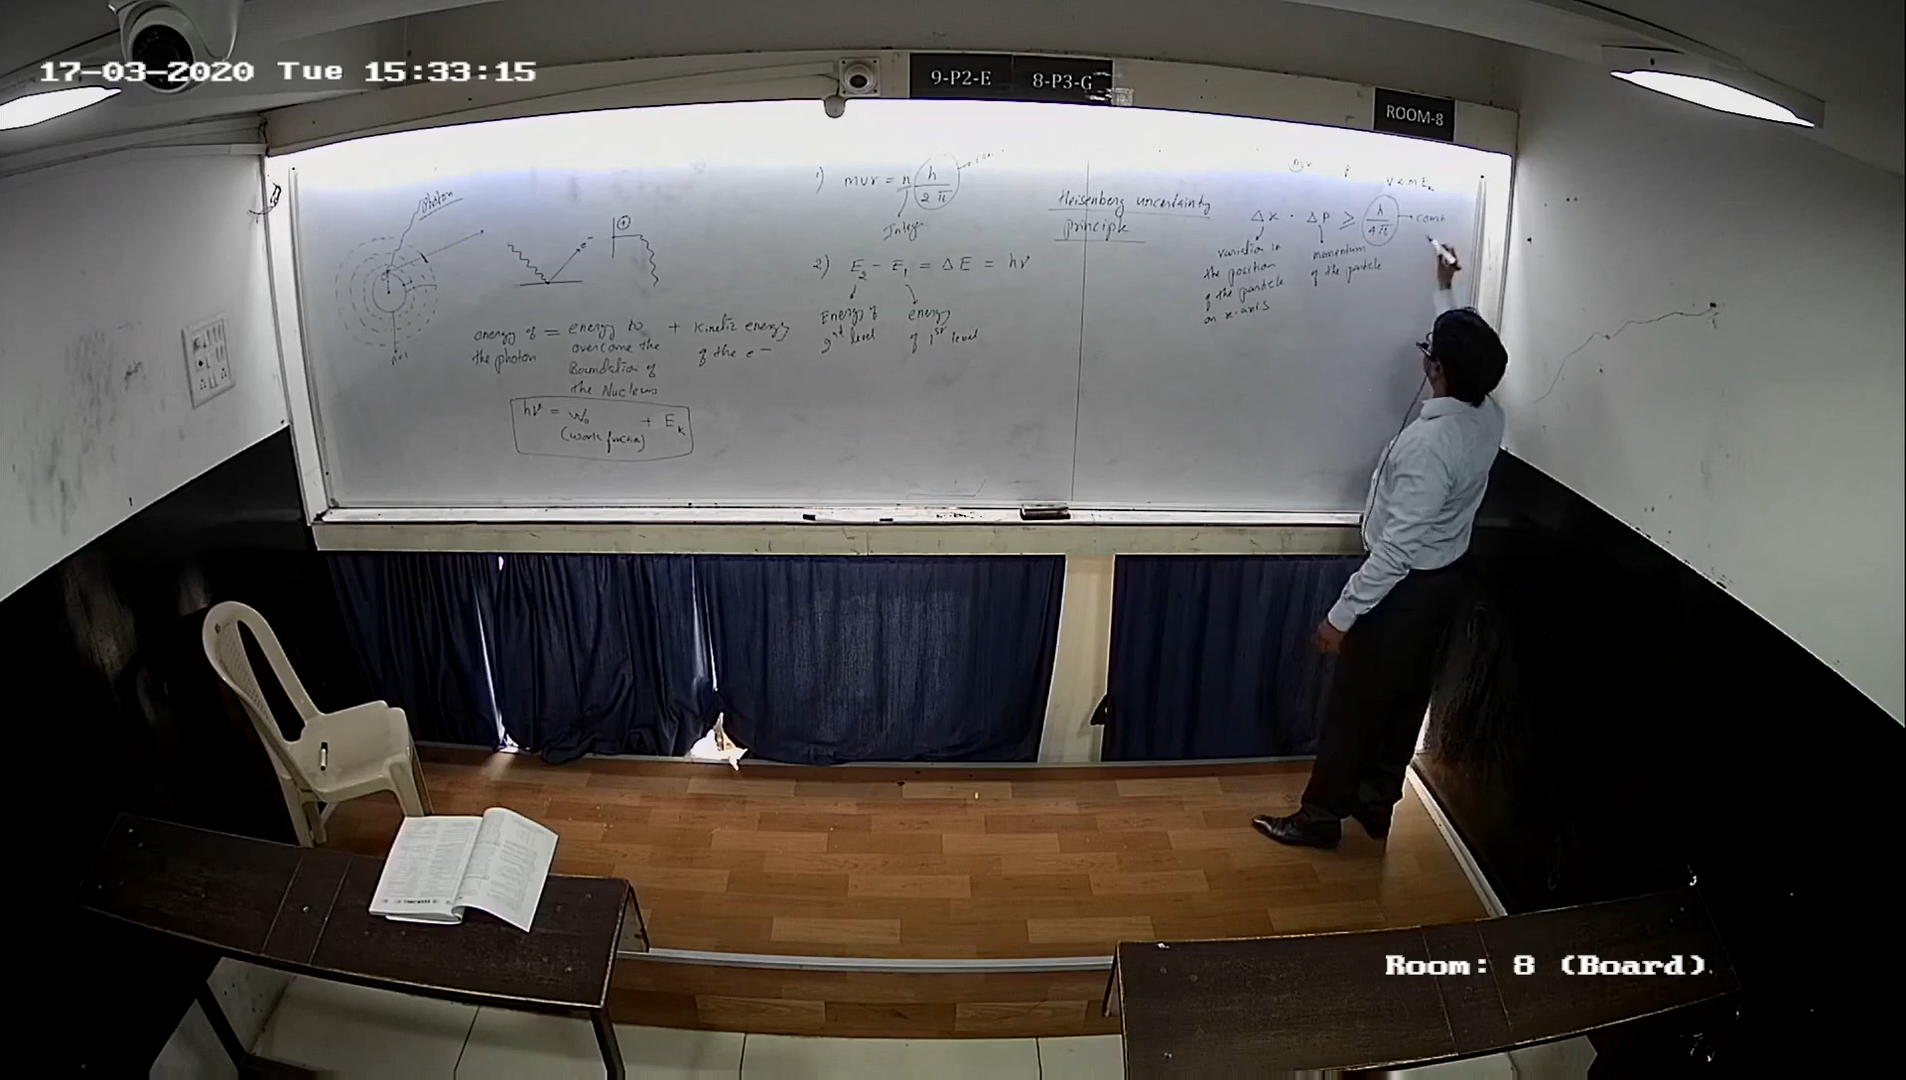 17-03-2020 Tue 15:33:15
9-P2-E 8-P3-G
ROOM-8
photon
n=1
e-
energy of the photon = energy to overcome the Boundation of the Nucleus + Kinetic energy of the e-
hν = W₀ + E_K
(work function)
1) mvr = n h / 2π
Integer
2) E₂ - E₁ = ΔE = hν
Energy of 2nd level
energy of 1st level
Heisenberg uncertainty
principle
Δx · Δp ≥ h / 4π
const
variation in
the position
of the particle
on x-axis
momentum
of the particle
Room: 8 (Board)